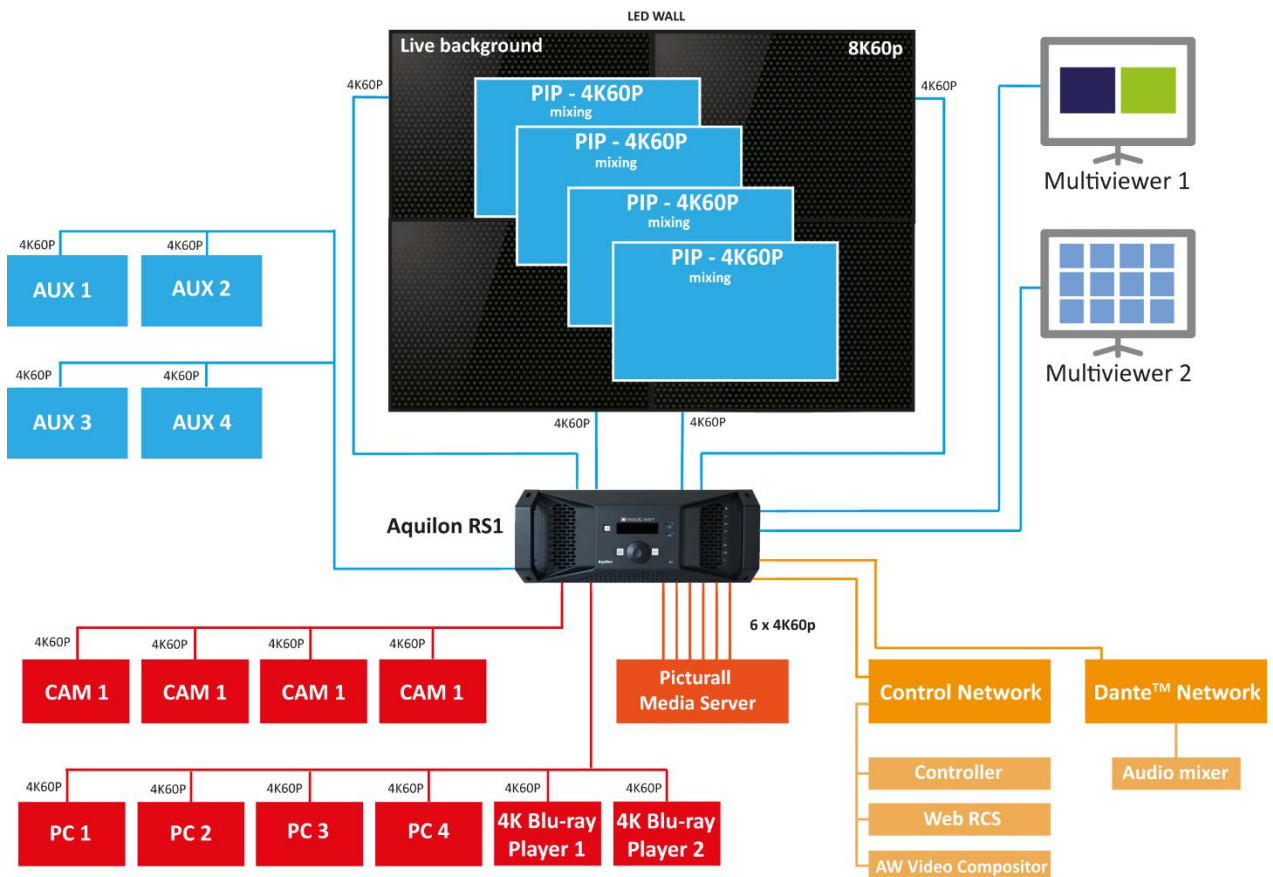 LED WALL
Live background
8K60p
4K60P
4K60P
PIP - 4K60P
mixing
PIP - 4K60P
mixing
PIP - 4K60P
mixing
PIP - 4K60P
mixing
Multiviewer 1
Multiviewer 2
4K60P
4K60P
AUX 1
AUX 2
4K60P
4K60P
AUX 3
AUX 4
4K60P
4K60P
Aquilon RS1
Aquilon
6 x 4K60p
4K60P
4K60P
4K60P
4K60P
CAM 1
CAM 1
CAM 1
CAM 1
Picturall
Media Server
Control Network
Dante™ Network
Controller
Audio mixer
Web RCS
AW Video Compositor
4K60P
4K60P
4K60P
4K60P
4K60P
4K60P
PC 1
PC 2
PC 3
PC 4
4K Blu-ray
Player 1
4K Blu-ray
Player 2